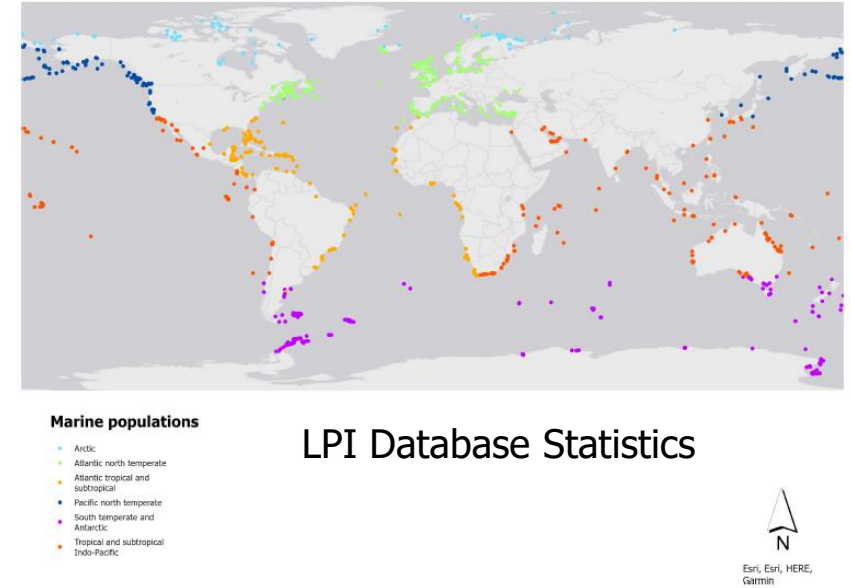 Marine populations
Arctic
Atlantic north temperate
Atlantic tropical and
subtropical
Pacific north temperate
South temperate and
Antarctic
Tropical and subtropical
Indo-Pacific
LPI Database Statistics
N
Esri, Esri, HERE,
Garmin